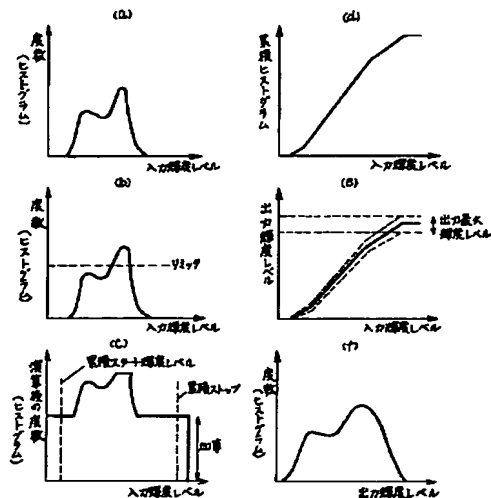 (a)
度数
(ヒストグラム)
入力輝度レベル
(b)
度数
(ヒストグラム)
リミッタ
入力輝度レベル
(c)
演算後の度数
(ヒストグラム)
累積スタート輝度レベル
累積ストップ
加算
入力輝度レベル
(d)
累積ヒストグラム
入力輝度レベル
(e)
出力輝度レベル
出力最大
輝度レベル
入力輝度レベル
(f)
度数
(ヒストグラム)
出力輝度レベル